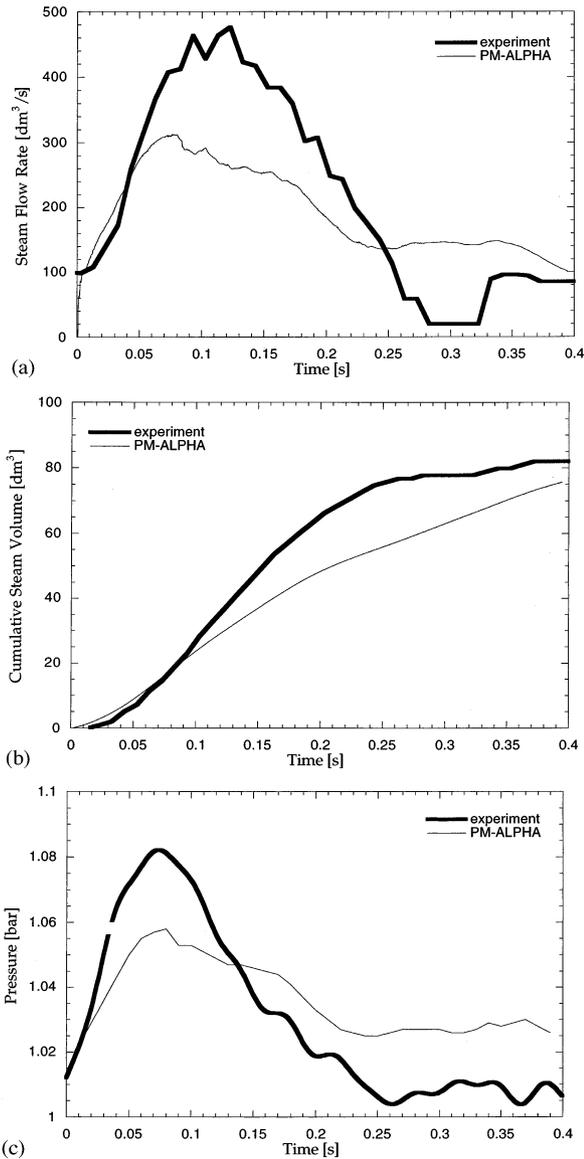 500
400
300
200
100
0
Steam Flow Rate [dm³/s]
experiment
PM-ALPHA
0 0.05 0.1 0.15 0.2 0.25 0.3 0.35 0.4
Time [s]
(a)
100
80
60
40
20
0
Cumulative Steam Volume [dm³]
experiment
PM-ALPHA
0 0.05 0.1 0.15 0.2 0.25 0.3 0.35 0.4
Time [s]
(b)
1.1
1.08
1.06
1.04
1.02
1
Pressure [bar]
experiment
PM-ALPHA
0 0.05 0.1 0.15 0.2 0.25 0.3 0.35 0.4
Time [s]
(c)